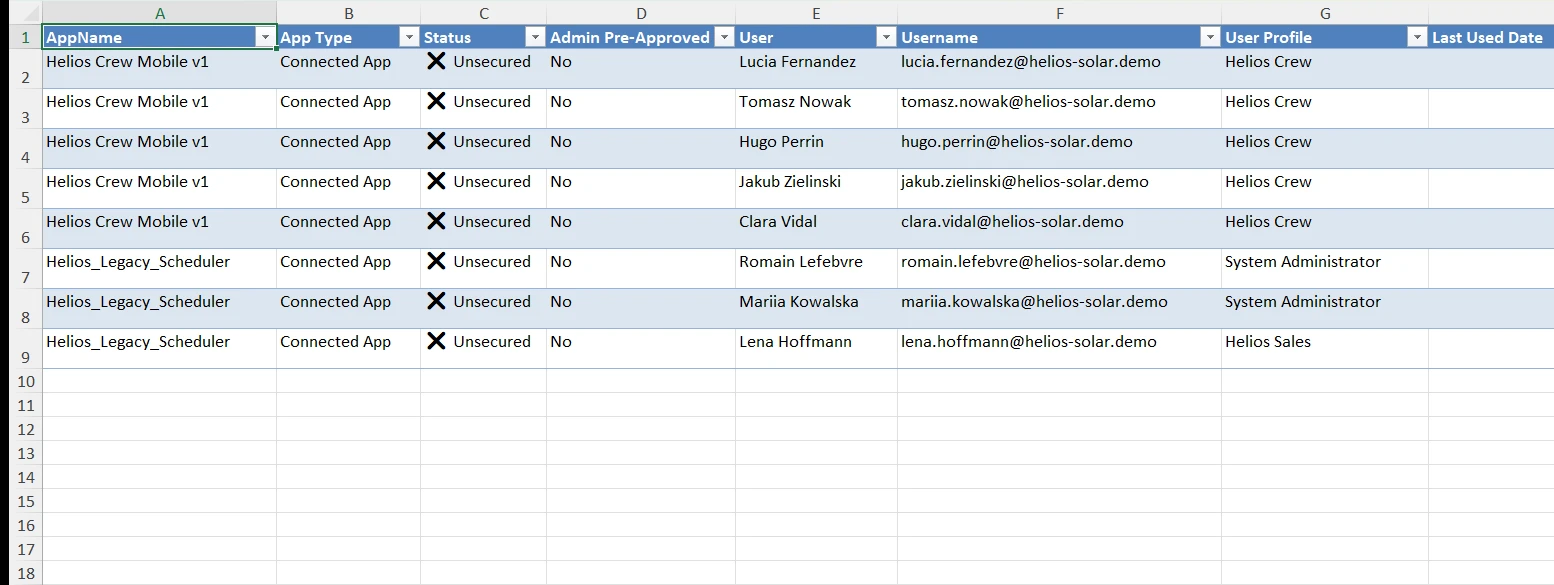 A B C D E F G
1 AppName App Type Status Admin Pre-Approved User Username User Profile Last Used Date
2 Helios Crew Mobile v1 Connected App ❌ Unsecured No Lucia Fernandez lucia.fernandez@helios-solar.demo Helios Crew
3 Helios Crew Mobile v1 Connected App ❌ Unsecured No Tomasz Nowak tomasz.nowak@helios-solar.demo Helios Crew
4 Helios Crew Mobile v1 Connected App ❌ Unsecured No Hugo Perrin hugo.perrin@helios-solar.demo Helios Crew
5 Helios Crew Mobile v1 Connected App ❌ Unsecured No Jakub Zielinski jakub.zielinski@helios-solar.demo Helios Crew
6 Helios Crew Mobile v1 Connected App ❌ Unsecured No Clara Vidal clara.vidal@helios-solar.demo Helios Crew
7 Helios_Legacy_Scheduler Connected App ❌ Unsecured No Romain Lefebvre romain.lefebvre@helios-solar.demo System Administrator
8 Helios_Legacy_Scheduler Connected App ❌ Unsecured No Mariia Kowalska mariia.kowalska@helios-solar.demo System Administrator
9 Helios_Legacy_Scheduler Connected App ❌ Unsecured No Lena Hoffmann lena.hoffmann@helios-solar.demo Helios Sales
10
11
12
13
14
15
16
17
18